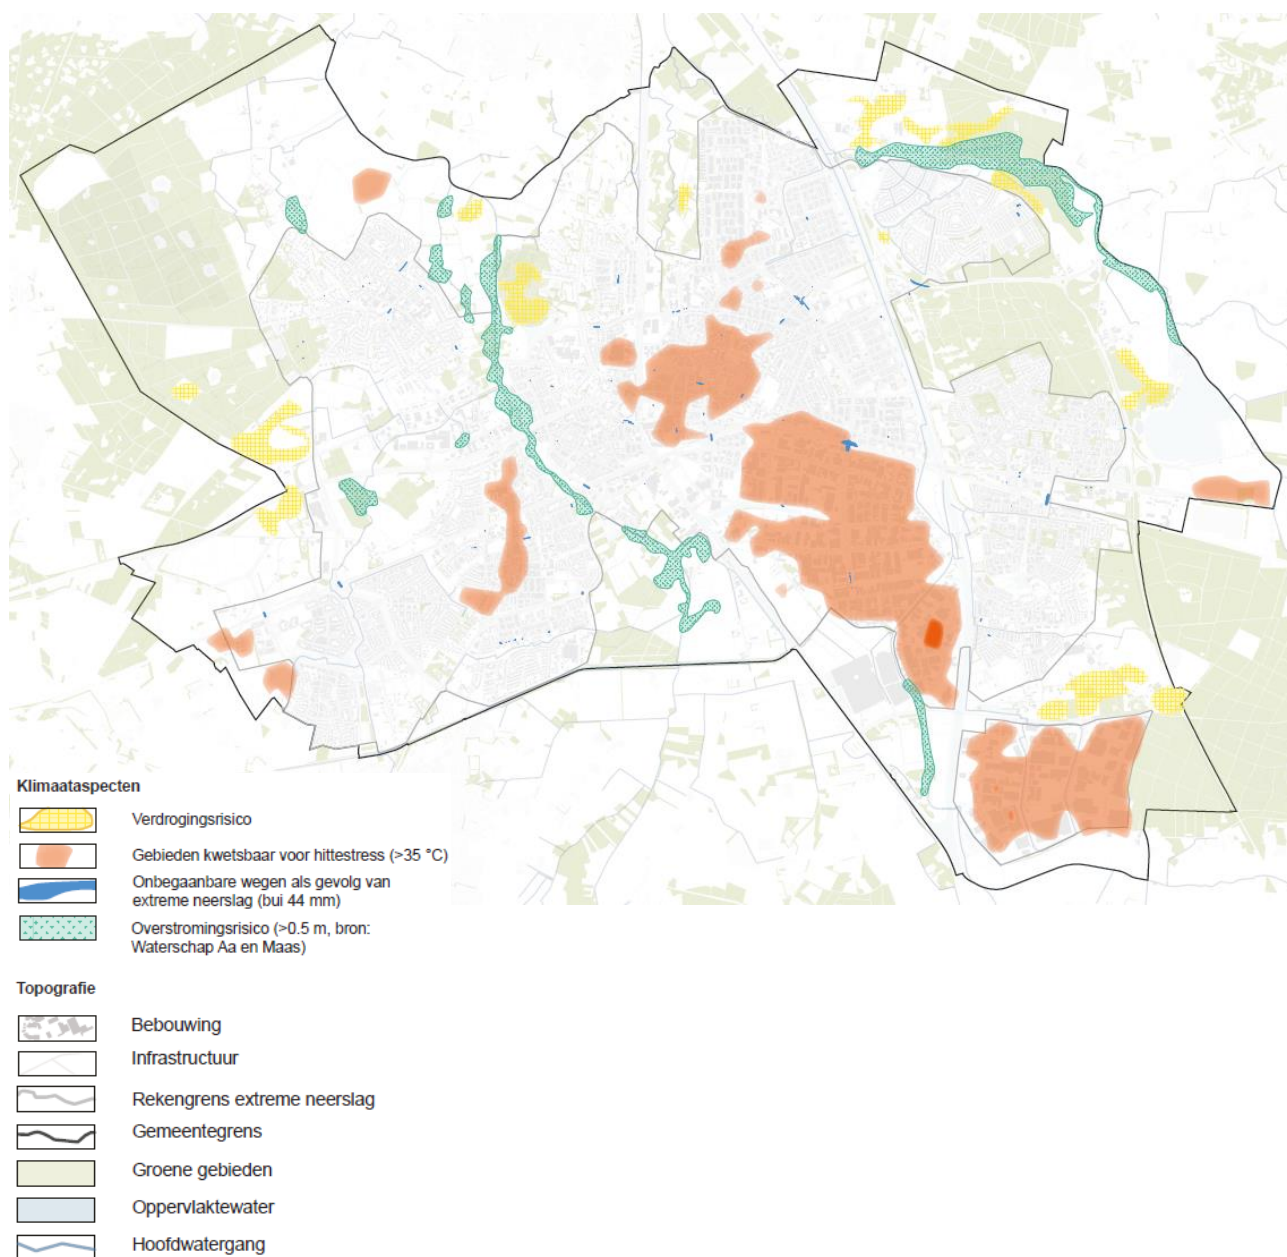 Klimaataspecten
Verdrogingsrisico
Gebieden kwetsbaar voor hittestress (>35 °C)
Onbegaanbare wegen als gevolg van
extreme neerslag (bui 44 mm)
Overstromingsrisico (>0.5 m, bron:
Waterschap Aa en Maas)
Topografie
Bebouwing
Infrastructuur
Rekengrens extreme neerslag
Gemeentegrens
Groene gebieden
Oppervlaktewater
Hoofdwatergang